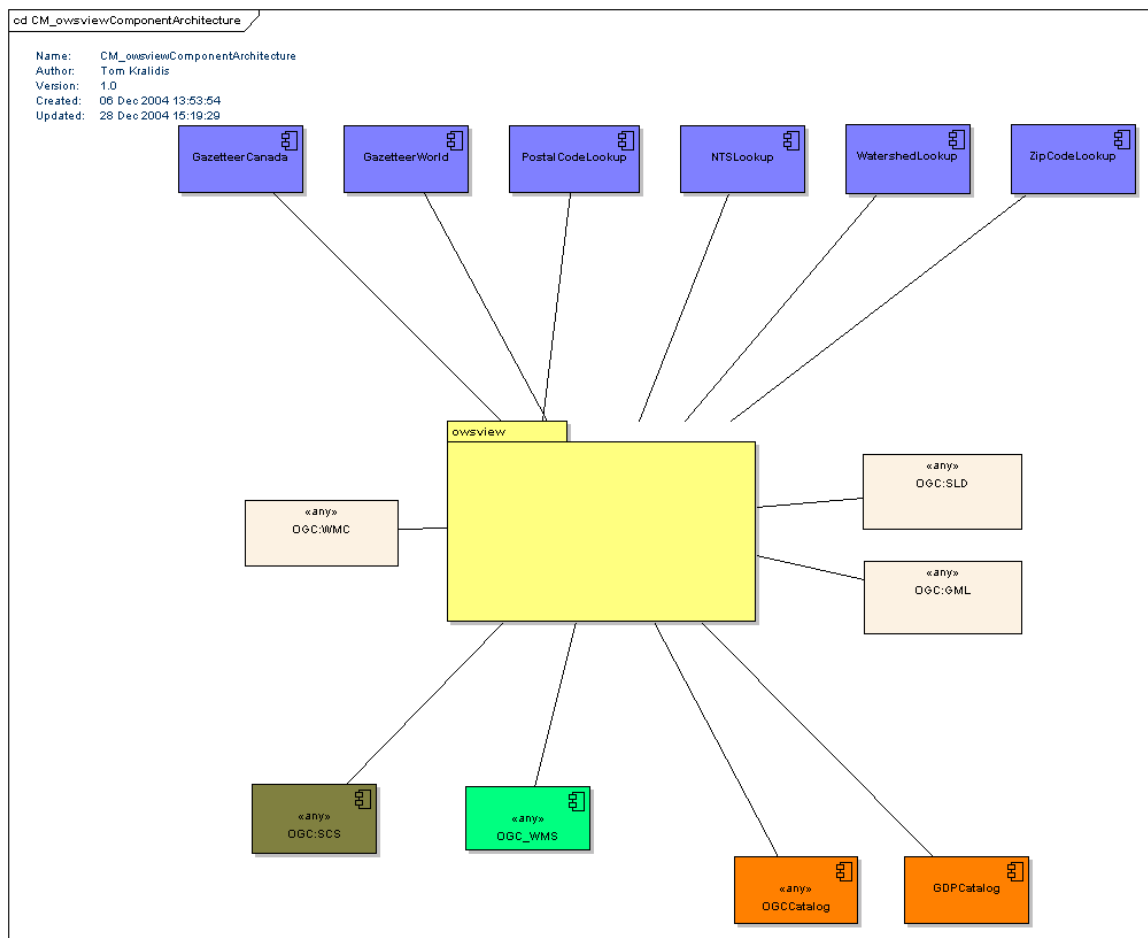 cd CM_owsviewComponentArchitecture
Name: CM_owsviewComponentArchitecture
Author: Tom Kralidis
Version: 1.0
Created: 06 Dec 2004 13:53:54
Updated: 28 Dec 2004 15:19:29
GazetteerCanada
GazetteerWorld
PostalCodeLookup
NTSLookup
WatershedLookup
ZipCodeLookup
owsview
«any»
OGC:SLD
«any»
OGC:WMC
«any»
OGC:GML
«any»
OGC:SCS
«any»
OGC_WMS
«any»
OGCCatalog
GDPCatalog